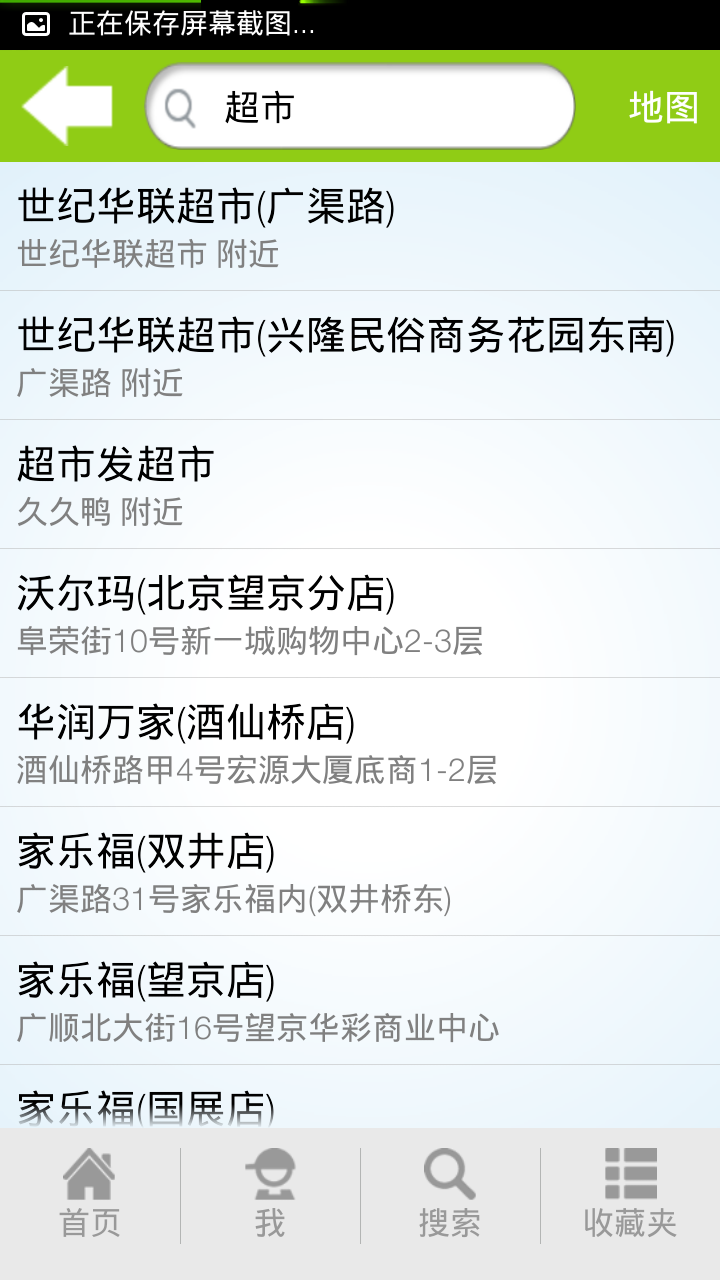 正在保存屏幕截图...
超市
地图
世纪华联超市(广渠路)
世纪华联超市 附近
世纪华联超市(兴隆民俗商务花园东南)
广渠路 附近
超市发超市
久久鸭 附近
沃尔玛(北京望京分店)
阜荣街10号新一城购物中心2-3层
华润万家(酒仙桥店)
酒仙桥路甲4号宏源大厦底商1-2层
家乐福(双井店)
广渠路31号家乐福内(双井桥东)
家乐福(望京店)
广顺北大街16号望京华彩商业中心
家乐福(国展店)
首页
我
搜索
收藏夹